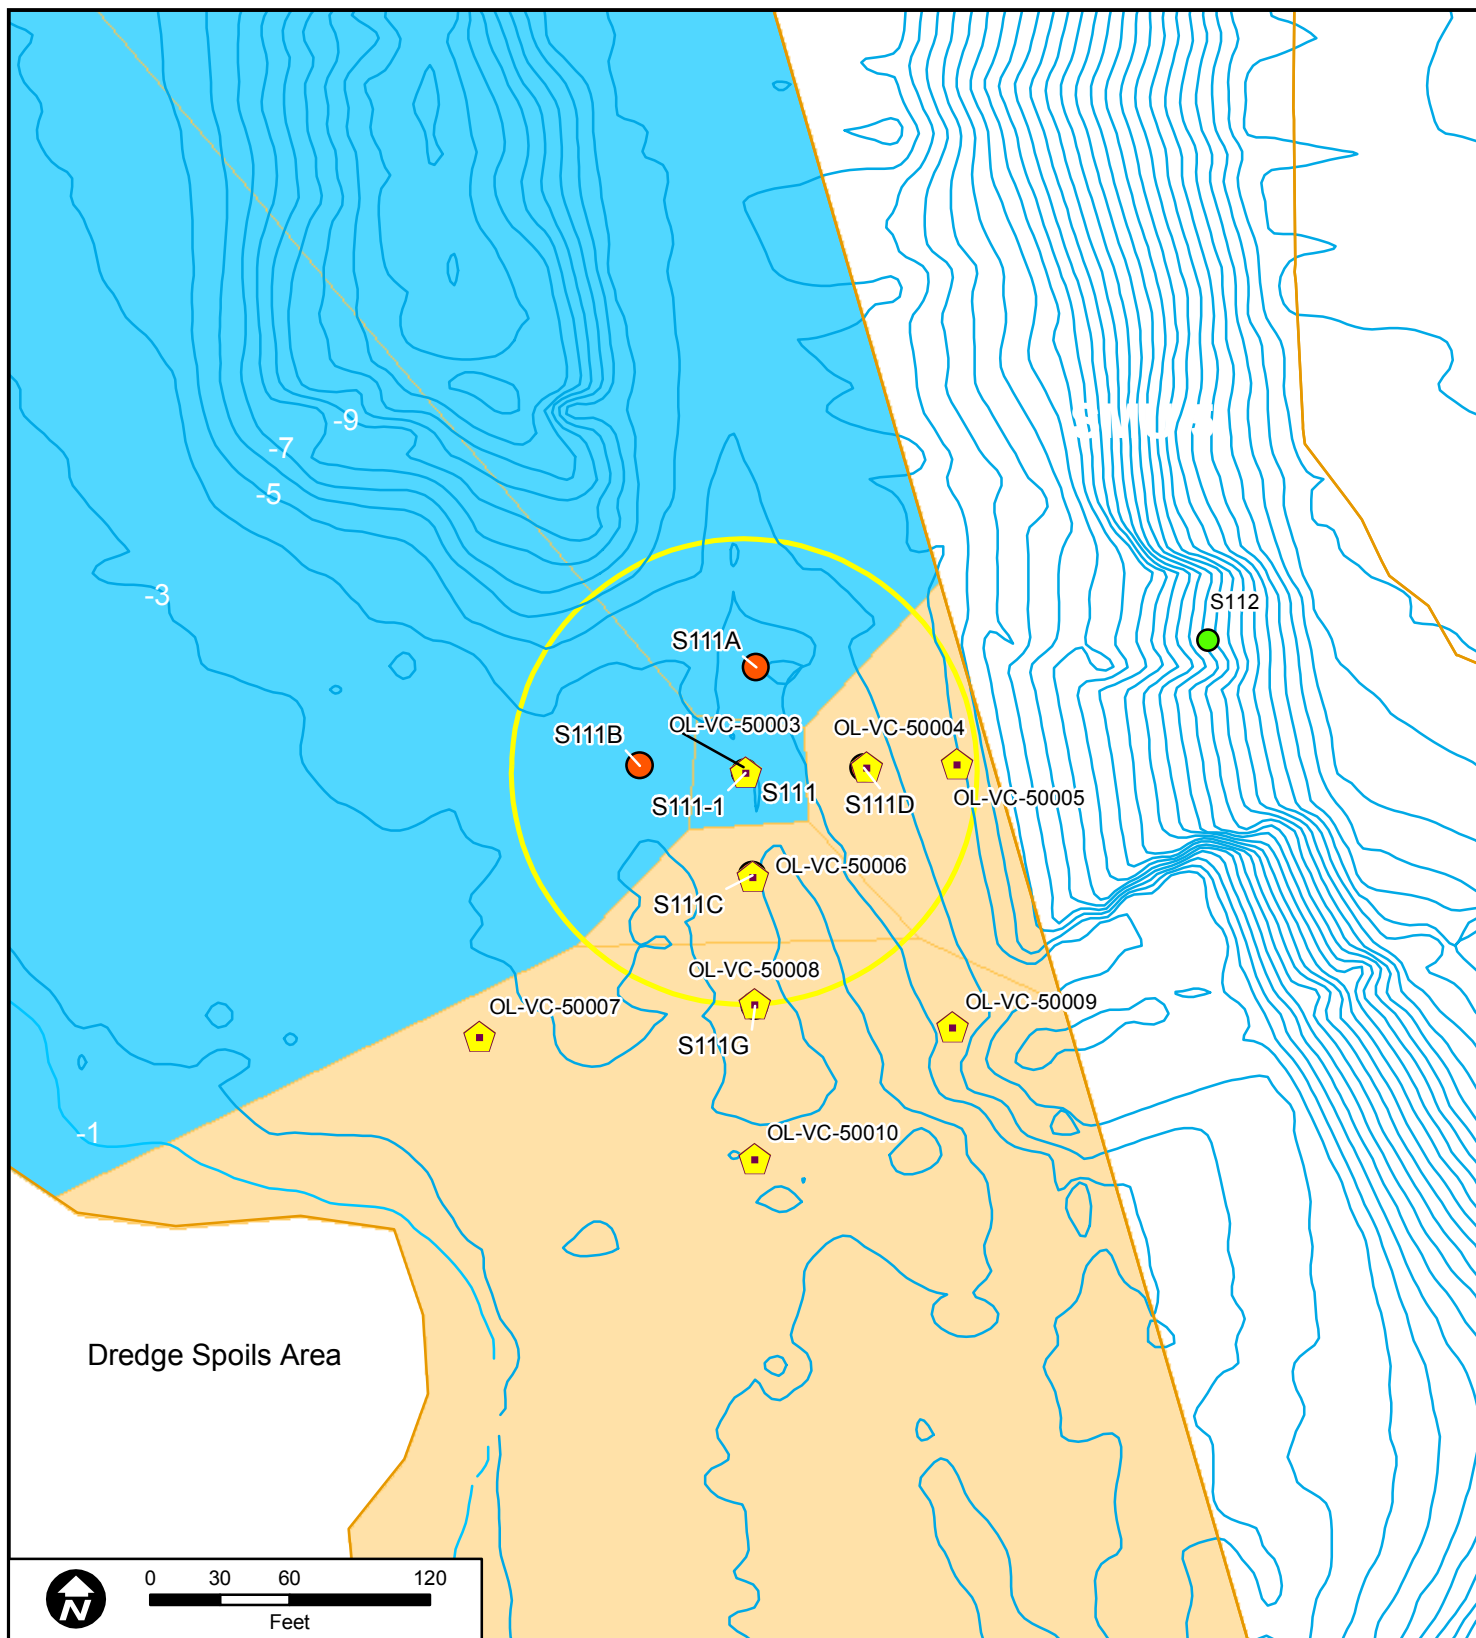 -9
SMU 5
-7
-5
-3
S112
S111A
OL-VC-50003
OL-VC-50004
S111B
S111-1
S111
S111D
OL-VC-50005
OL-VC-50006
S111C
OL-VC-50008
OL-VC-50007
OL-VC-50009
S111G
-1
OL-VC-50010
Dredge Spoils Area
0 30 60 120
N
Feet